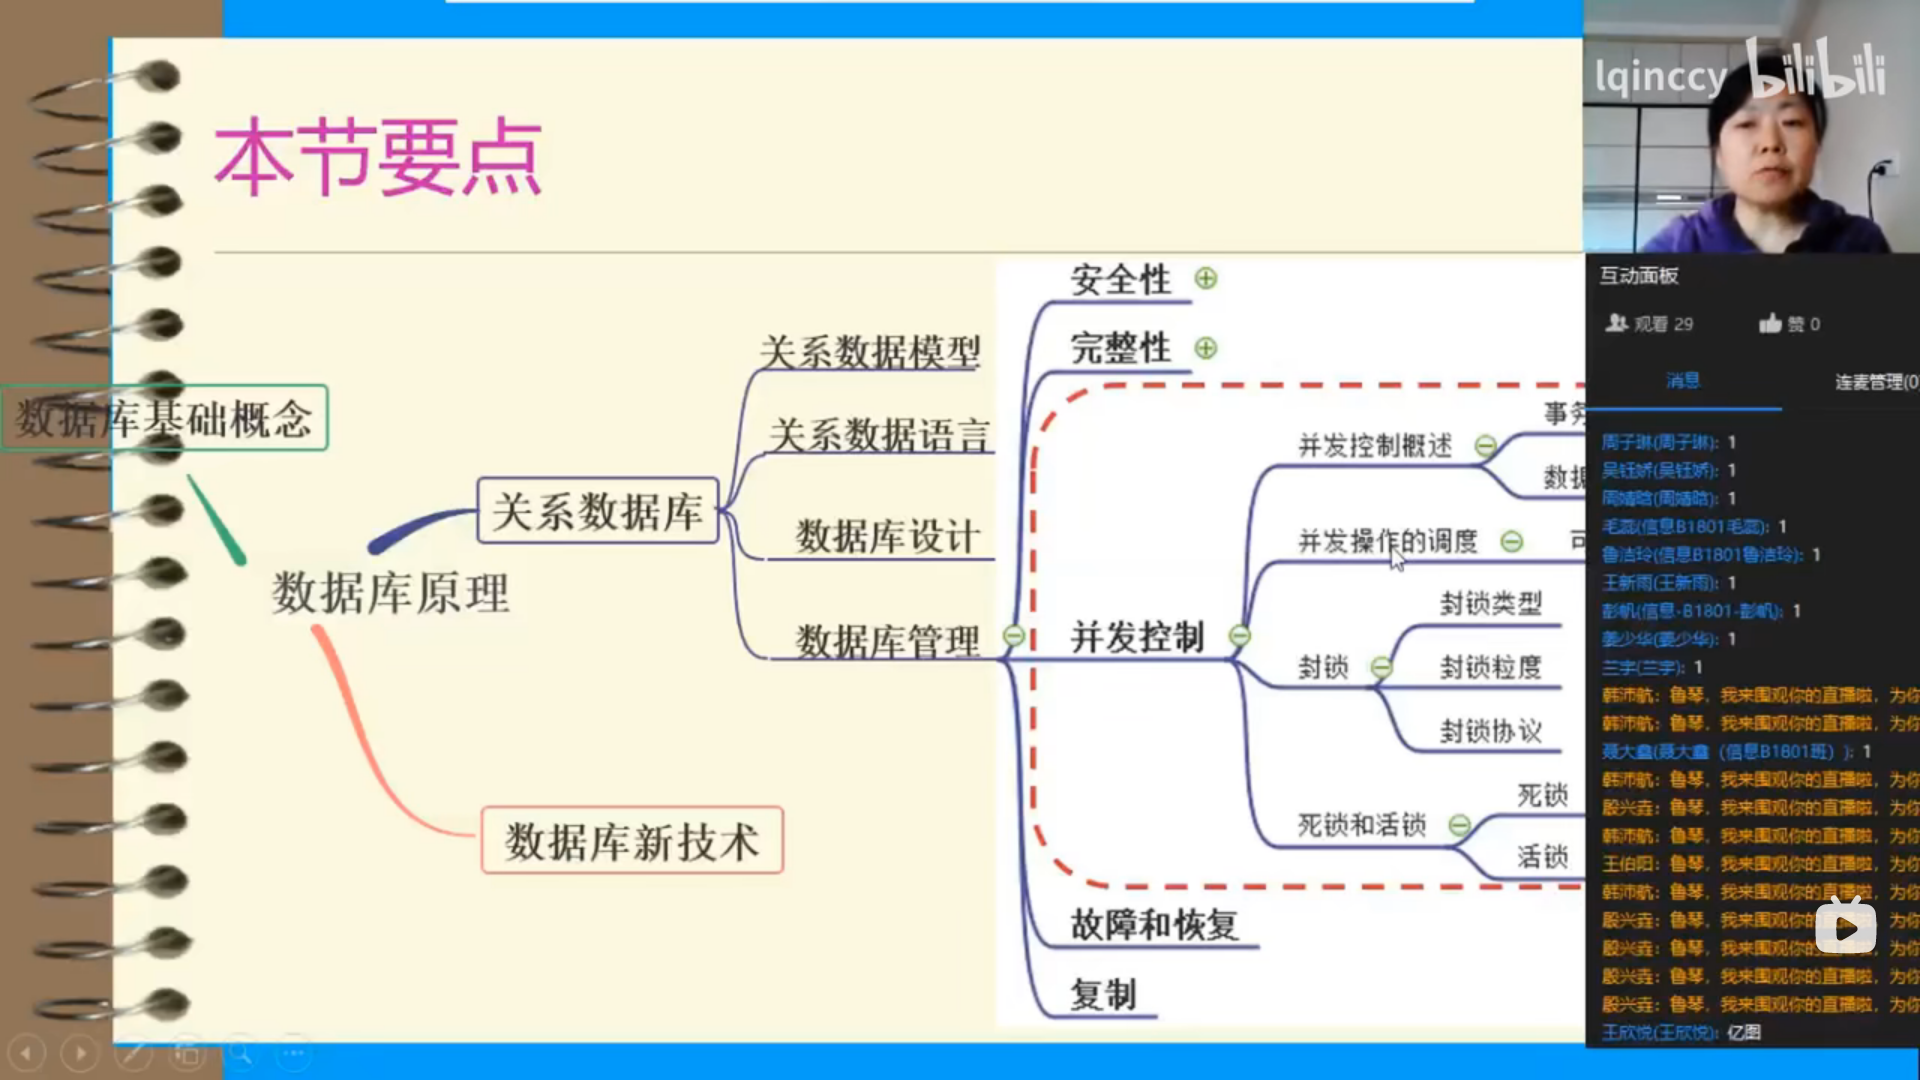 本节要点
安全性
完整性
关系数据模型
关系数据语言
数据库设计
数据库管理
数据库基础概念
关系数据库
数据库原理
数据库新技术
并发控制
并发控制概述
事务
数据
并发操作的调度
可
封锁
封锁类型
封锁粒度
封锁协议
死锁和活锁
死锁
活锁
故障和恢复
复制
lqinccy bilibili
互动面板
观看 29
赞 0
消息
连麦管理(0
周子琳(周子琳): 1
吴钰娇(吴钰娇): 1
周婧晗(周婧晗): 1
毛蕊(信息B1801毛蕊): 1
鲁洁玲(信息B1801鲁洁玲): 1
王新雨(王新雨): 1
彭帆(信息-B1801-彭帆): 1
姜少华(姜少华): 1
兰宇(兰宇): 1
韩沛航: 鲁琴, 我来围观你的直播啦, 为你
韩沛航: 鲁琴, 我来围观你的直播啦, 为你
聂大鑫(聂大鑫（信息B1801班）): 1
韩沛航: 鲁琴, 我来围观你的直播啦, 为你
殷兴垚: 鲁琴, 我来围观你的直播啦, 为你
韩沛航: 鲁琴, 我来围观你的直播啦, 为你
王伯阳: 鲁琴, 我来围观你的直播啦, 为你
韩沛航: 鲁琴, 我来围观你的直播啦, 为你
殷兴垚: 鲁琴, 我来围观你的直播啦, 为你
殷兴垚: 鲁琴, 我来围观你的直播啦, 为你
殷兴垚: 鲁琴, 我来围观你的直播啦, 为你
殷兴垚: 鲁琴, 我来围观你的直播啦, 为你
王欣悦(王欣悦): 亿图